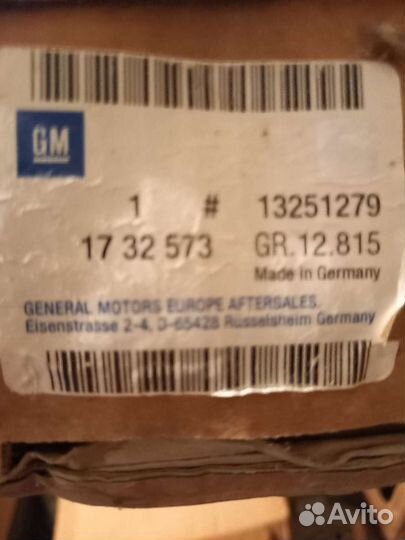 GM
1 # 13251279
17 32 573 GR.12.815
Made in Germany
GENERAL MOTORS EUROPE AFTERSALES
Eisenstrasse 2-4, D-65428 Rüsselsheim Germany
Avito